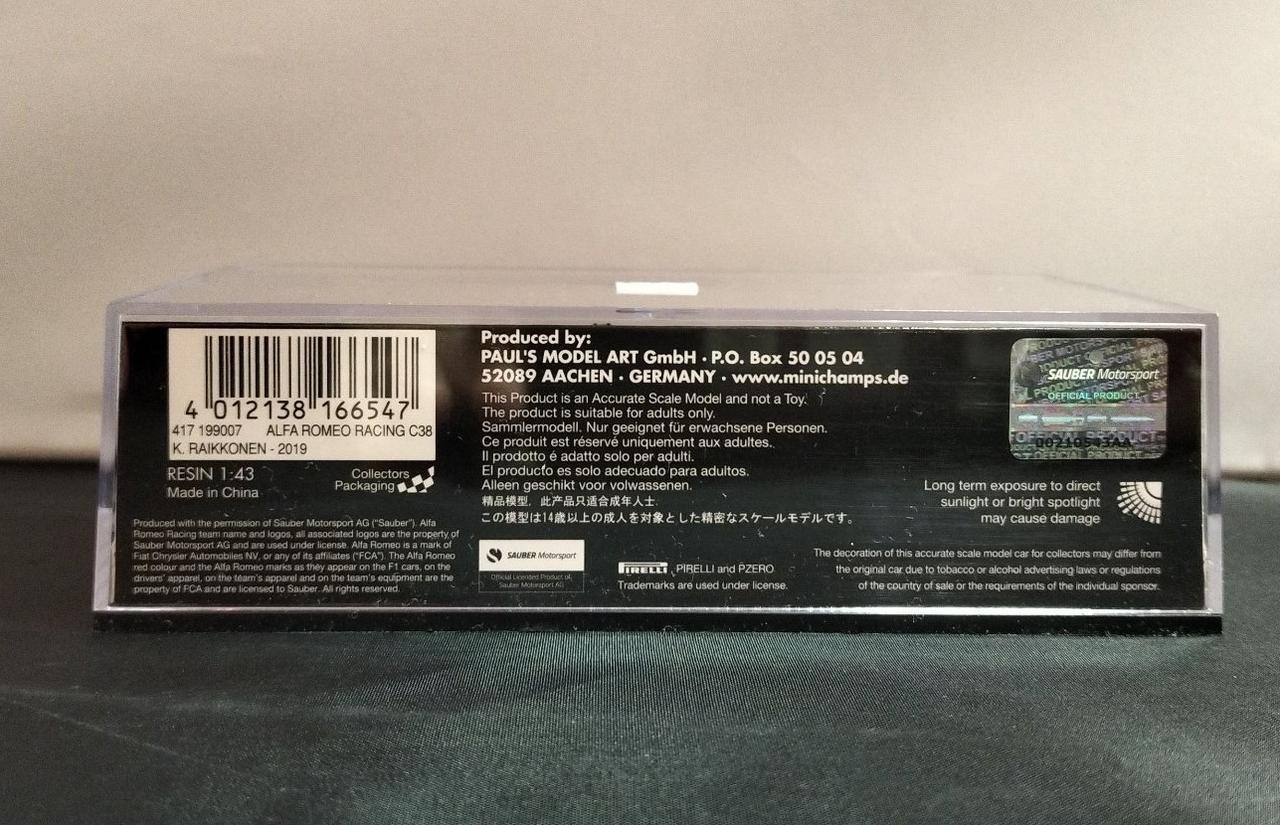 4 012138 166547
417 199007 ALFA ROMEO RACING C38
K. RAIKKONEN - 2019
RESIN 1:43
Made in China
Collectors
Packaging
Produced with the permission of Sauber Motorsport AG ("Sauber"). Alfa
Romeo Racing team name and logos, all associated logos are the property of
Sauber Motorsport AG and are used under license. Alfa Romeo is a mark of
Fiat Chrysler Automobiles NV, or any of its affiliates ("FCA"). The Alfa Romeo
red colour and the Alfa Romeo marks as they appear on the F1 cars, on the
drivers' apparel, on the team's apparel and on the team's equipment are the
property of FCA and are licensed to Sauber. All rights reserved.
Produced by:
PAUL'S MODEL ART GmbH · P.O. Box 50 05 04
52089 AACHEN · GERMANY · www.minichamps.de
This Product is an Accurate Scale Model and not a Toy.
The product is suitable for adults only.
Sammlermodell. Nur geeignet für erwachsene Personen.
Ce produit est réservé uniquement aux adultes.
Il prodotto é adatto solo per adulti.
El producto es solo adecuado para adultos.
Alleen geschikt voor volwassenen.
精品模型，此产品只适合成年人士.
この模型は14歳以上の成人を対象とした精密なスケールモデルです。
SAUBER Motorsport
Official Licensed Product of
Sauber Motorsport AG
PIRELLI, PIRELLI and PZERO
Trademarks are used under license.
SAUBER Motorsport
OFFICIAL PRODUCT
00210543AA
Long term exposure to direct
sunlight or bright spotlight
may cause damage
The decoration of this accurate scale model car for collectors may differ from
the original car due to tobacco or alcohol advertising laws or regulations
of the country of sale or the requirements of the individual sponsor.